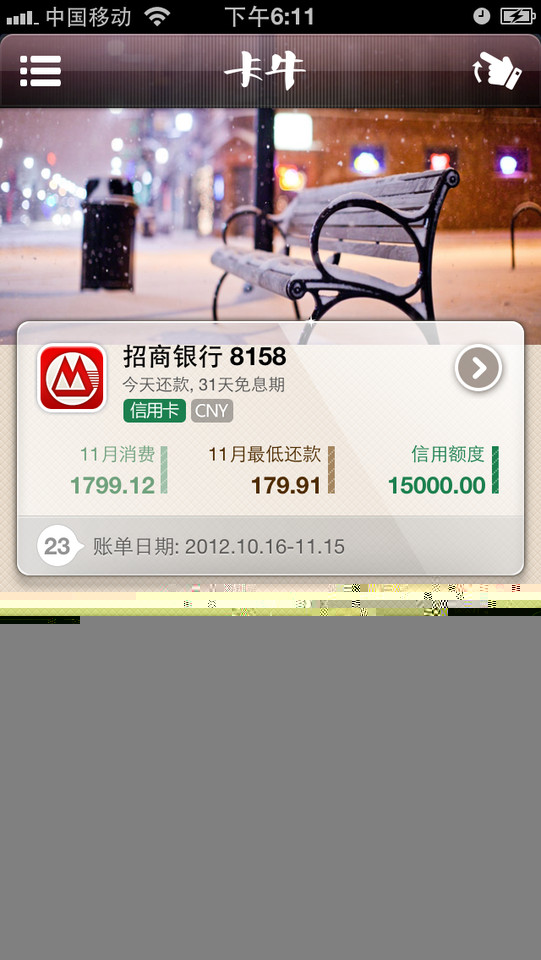 中国移动 下午6:11
卡牛
招商银行 8158
今天还款, 31天免息期
信用卡 CNY
11月消费 11月最低还款 信用额度
1799.12 179.91 15000.00
23 账单日期: 2012.10.16-11.15